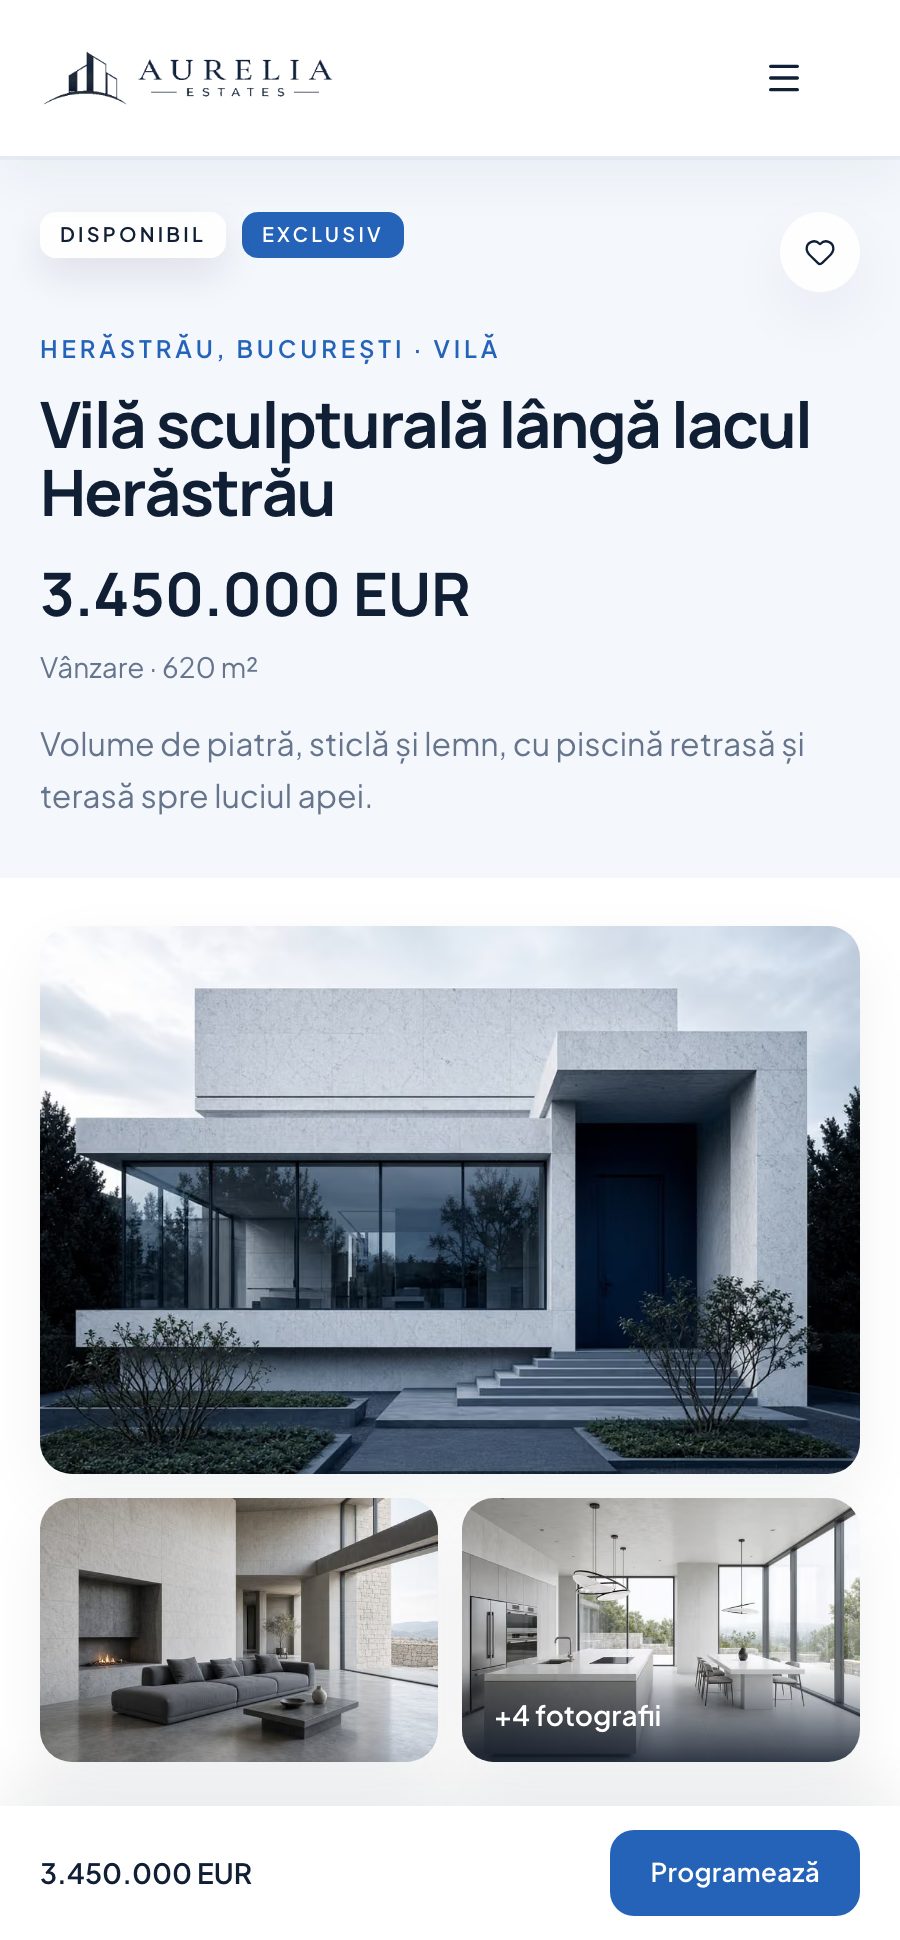 AURELIA
ESTATES
DISPONIBIL
EXCLUSIV
HERĂSTRĂU, BUCUREȘTI · VILĂ
Vilă sculpturală lângă lacul
Herăstrău
3.450.000 EUR
Vânzare · 620 m²
Volume de piatră, sticlă și lemn, cu piscină retrasă și
terasă spre luciul apei.
+4 fotografii
3.450.000 EUR
Programează